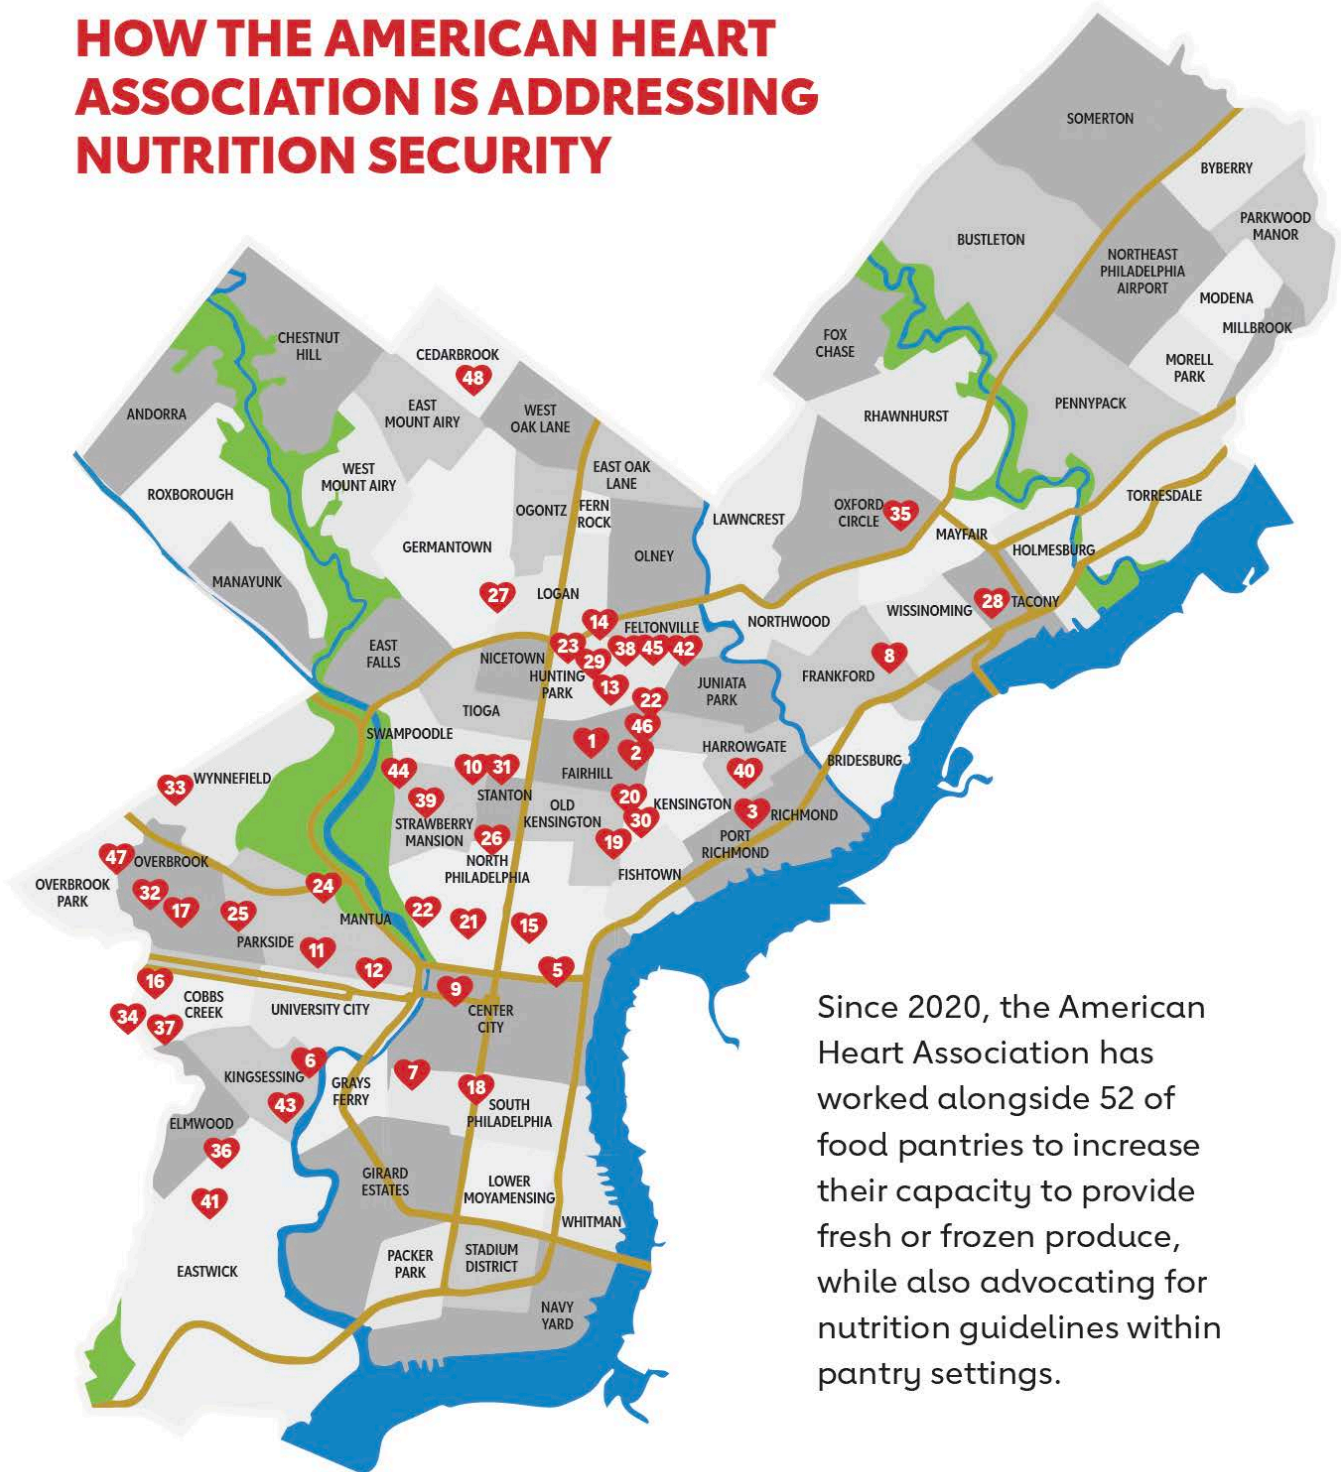 HOW THE AMERICAN HEART
ASSOCIATION IS ADDRESSING
NUTRITION SECURITY
SOMERTON
BYBERRY
PARKWOOD
MANOR
BUSTLETON
NORTHEAST
PHILADELPHIA
AIRPORT
MODENA
MILLBROOK
FOX
CHASE
MORELL
PARK
CHESTNUT
HILL
CEDARBROOK
48
PENNYPACK
ANDORRA
EAST
MOUNT AIRY
WEST
OAK LANE
RHAWNHURST
WEST
MOUNT AIRY
EAST OAK
LANE
ROXBOROUGH
TORRESDALE
OGONTZ
FERN
ROCK
LAWNCREST
OXFORD
CIRCLE
35
MAYFAIR
GERMANTOWN
OLNEY
HOLMESBURG
MANAYUNK
27
LOGAN
WISSINOMING
28
TACONY
14
FELTONVILLE
NORTHWOOD
EAST
FALLS
NICETOWN
23
29
38
45
42
8
HUNTING
PARK
13
22
JUNIATA
PARK
FRANKFORD
TIOGA
SWAMPOODLE
46
1
2
FAIRHILL
HARROWGATE
40
BRIDESBURG
33
WYNNEFIELD
44
10
31
STANTON
39
STRAWBERRY
MANSION
OLD
KENSINGTON
20
30
KENSINGTON
3
RICHMOND
26
NORTH
PHILADELPHIA
19
PORT
RICHMOND
47
OVERBROOK
FISHTOWN
OVERBROOK
PARK
32
17
25
24
MANTUA
22
21
15
PARKSIDE
11
12
5
16
9
COBBS
CREEK
UNIVERSITY CITY
CENTER
CITY
34
37
6
KINGSESSING
7
GRAYS
FERRY
18
43
SOUTH
PHILADELPHIA
ELMWOOD
36
GIRARD
ESTATES
LOWER
MOYAMENSING
41
WHITMAN
EASTWICK
PACKER
PARK
STADIUM
DISTRICT
NAVY
YARD
Since 2020, the American
Heart Association has
worked alongside 52 of
food pantries to increase
their capacity to provide
fresh or frozen produce,
while also advocating for
nutrition guidelines within
pantry settings.